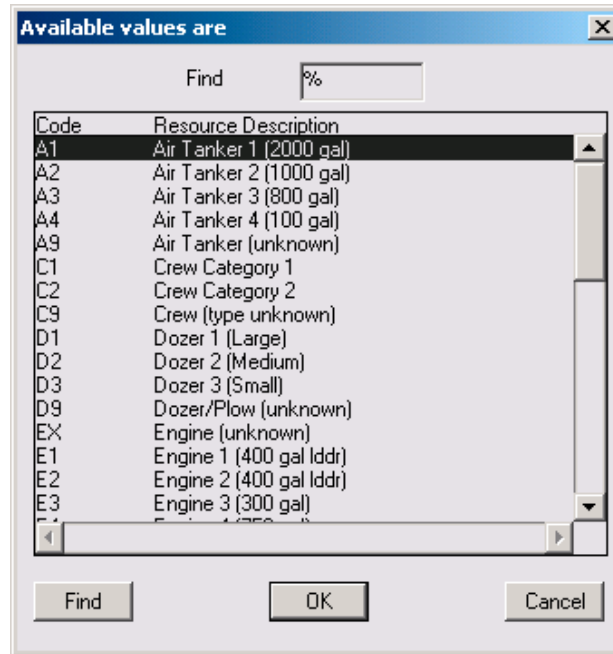 Available values are
Find %
Code Resource Description
A1 Air Tanker 1 (2000 gal)
A2 Air Tanker 2 (1000 gal)
A3 Air Tanker 3 (800 gal)
A4 Air Tanker 4 (100 gal)
A9 Air Tanker (unknown)
C1 Crew Category 1
C2 Crew Category 2
C9 Crew (type unknown)
D1 Dozer 1 (Large)
D2 Dozer 2 (Medium)
D3 Dozer 3 (Small)
D9 Dozer/Plow (unknown)
EX Engine (unknown)
E1 Engine 1 (400 gal lddr)
E2 Engine 2 (400 gal lddr)
E3 Engine 3 (300 gal)
Find OK Cancel